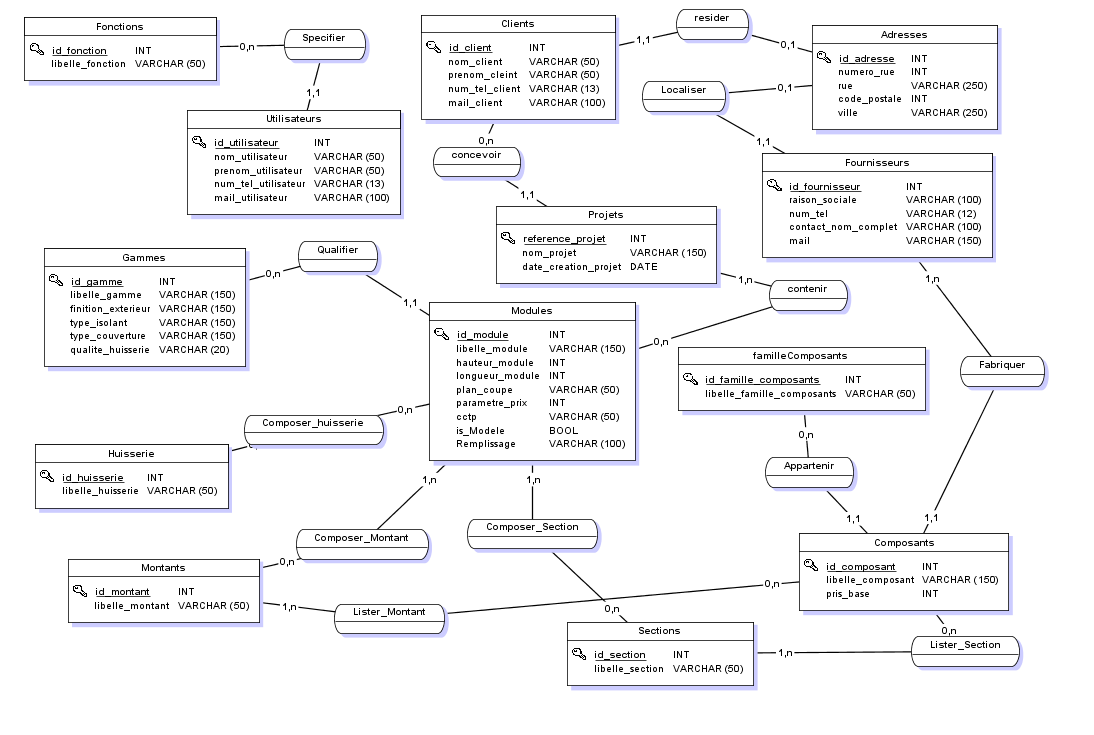 Fonctions
id_fonction INT
libelle_fonction VARCHAR (50)
0,n
Specifier
1,1
Utilisateurs
id_utilisateur INT
nom_utilisateur VARCHAR (50)
prenom_utilisateur VARCHAR (50)
num_tel_utilisateur VARCHAR (13)
mail_utilisateur VARCHAR (100)
Clients
id_client INT
nom_client VARCHAR (50)
prenom_cleint VARCHAR (50)
num_tel_client VARCHAR (13)
mail_client VARCHAR (100)
1,1
resider
0,1
Adresses
id_adresse INT
numero_rue INT
rue VARCHAR (250)
code_postale INT
ville VARCHAR (250)
Localiser
0,1
1,1
Fournisseurs
id_fournisseur INT
raison_sociale VARCHAR (100)
num_tel VARCHAR (12)
contact_nom_complet VARCHAR (100)
mail VARCHAR (150)
0,n
concevoir
1,1
Projets
reference_projet INT
nom_projet VARCHAR (150)
date_creation_projet DATE
1,n
contenir
0,n
1,n
Fabriquer
1,1
Gammes
id_gamme INT
libelle_gamme VARCHAR (150)
finition_exterieur VARCHAR (150)
type_isolant VARCHAR (150)
type_couverture VARCHAR (150)
qualite_huisserie VARCHAR (20)
0,n
Qualifier
1,1
Modules
id_module INT
libelle_module VARCHAR (150)
hauteur_module INT
longueur_module INT
plan_coupe VARCHAR (50)
parametre_prix INT
cctp VARCHAR (50)
is_Modele BOOL
Remplissage VARCHAR (100)
familleComposants
id_famille_composants INT
libelle_famille_composants VARCHAR (50)
0,n
Appartenir
1,1
0,n
Composer_huisserie
Huisserie
id_huisserie INT
libelle_huisserie VARCHAR (50)
1,n
Composer_Montant
0,n
1,n
Composer_Section
0,n
Montants
id_montant INT
libelle_montant VARCHAR (50)
1,n
Lister_Montant
0,n
Composants
id_composant INT
libelle_composant VARCHAR (150)
pris_base INT
0,n
Lister_Section
1,n
Sections
id_section INT
libelle_section VARCHAR (50)